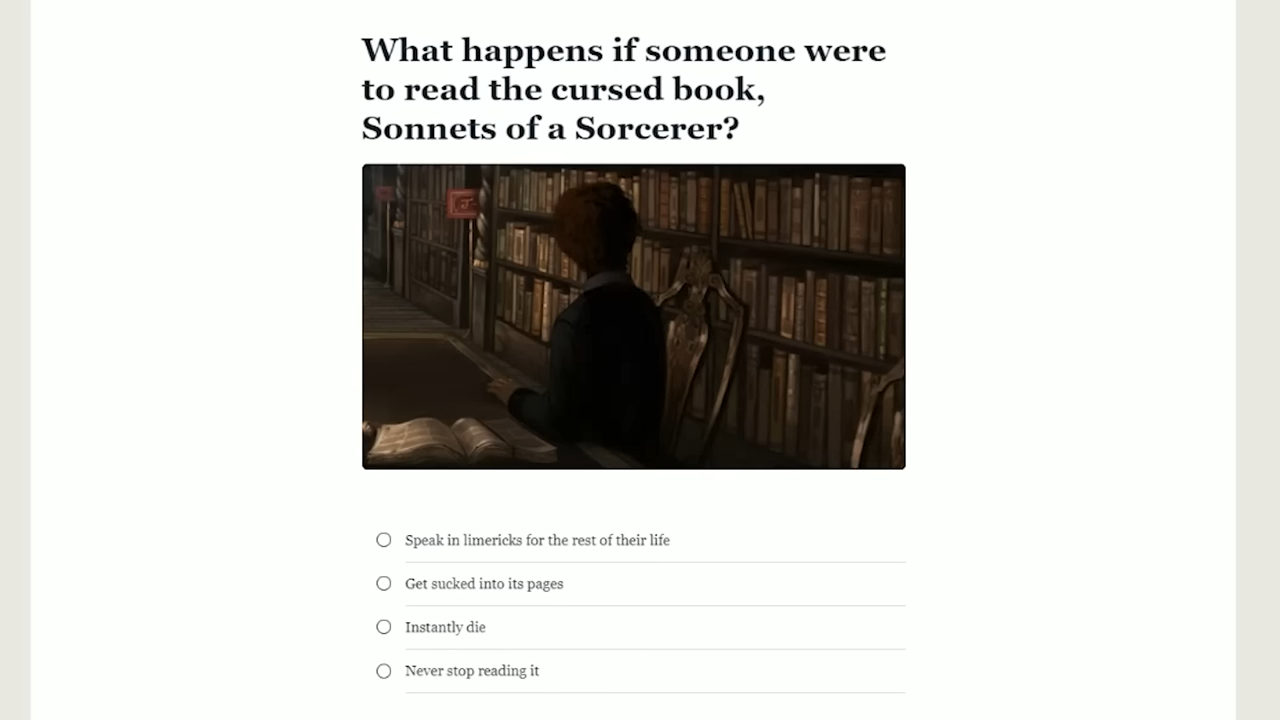 What happens if someone were
to read the cursed book,
Sonnets of a Sorcerer?
Speak in limericks for the rest of their life
Get sucked into its pages
Instantly die
Never stop reading it